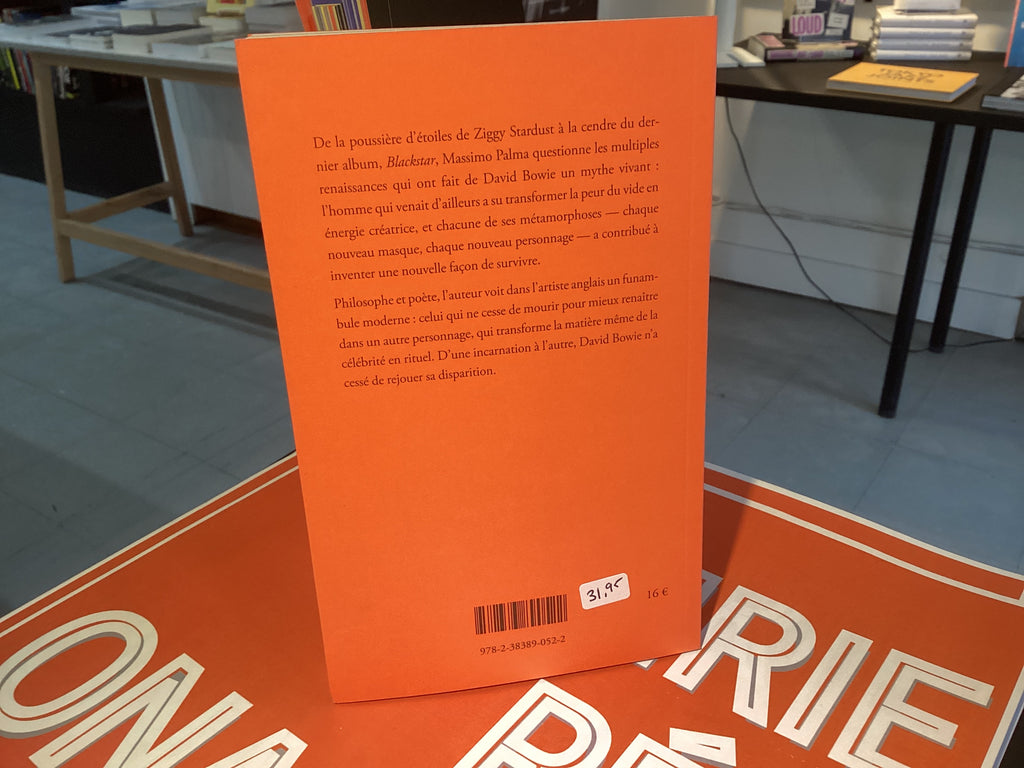 LOUD
De la poussière d'étoiles de Ziggy Stardust à la cendre du der-
nier album, Blackstar, Massimo Palma questionne les multiples
renaissances qui ont fait de David Bowie un mythe vivant :
l'homme qui venait d'ailleurs a su transformer la peur du vide en
énergie créatrice, et chacune de ses métamorphoses — chaque
nouveau masque, chaque nouveau personnage — a contribué à
inventer une nouvelle façon de survivre.
Philosophe et poète, l'auteur voit dans l'artiste anglais un funam-
bule moderne : celui qui ne cesse de mourir pour mieux renaître
dans un autre personnage, qui transforme la matière même de la
célébrité en rituel. D'une incarnation à l'autre, David Bowie n'a
cessé de rejouer sa disparition.
31,95
16 €
978-2-38389-052-2